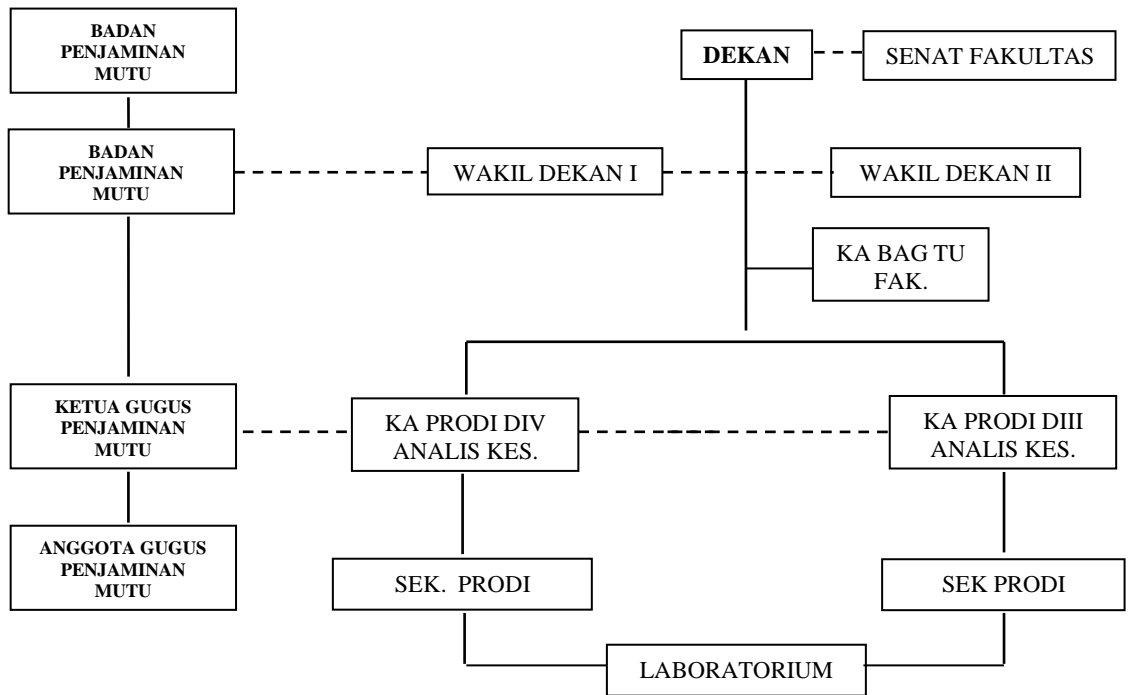 BADAN
PENJAMINAN
MUTU
DEKAN
SENAT FAKULTAS
BADAN
PENJAMINAN
MUTU
WAKIL DEKAN I
WAKIL DEKAN II
KA BAG TU
FAK.
KETUA GUGUS
PENJAMINAN
MUTU
KA PRODI DIV
ANALIS KES.
KA PRODI DIII
ANALIS KES.
ANGGOTA GUGUS
PENJAMINAN
MUTU
SEK. PRODI
SEK PRODI
LABORATORIUM